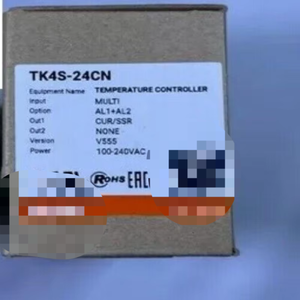 TK4S-24CN
Equipment Name TEMPERATURE CONTROLLER
Input MULTI
Option AL1+AL2
Out1 CUR/SSR
Out2 NONE
Version V555
Power 100-240VAC
RoHS EAC